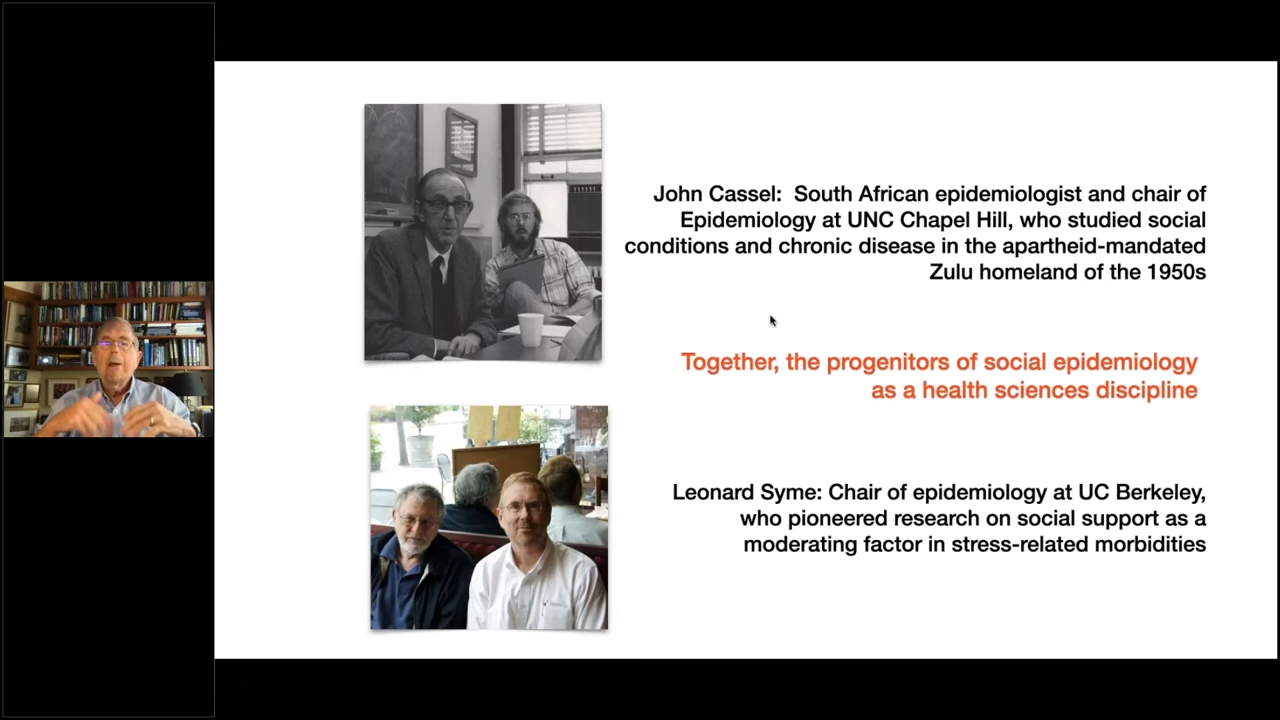 John Cassel:  South African epidemiologist and chair of
Epidemiology at UNC Chapel Hill, who studied social
conditions and chronic disease in the apartheid-mandated
Zulu homeland of the 1950s
Together, the progenitors of social epidemiology
as a health sciences discipline
Leonard Syme: Chair of epidemiology at UC Berkeley,
who pioneered research on social support as a
moderating factor in stress-related morbidities